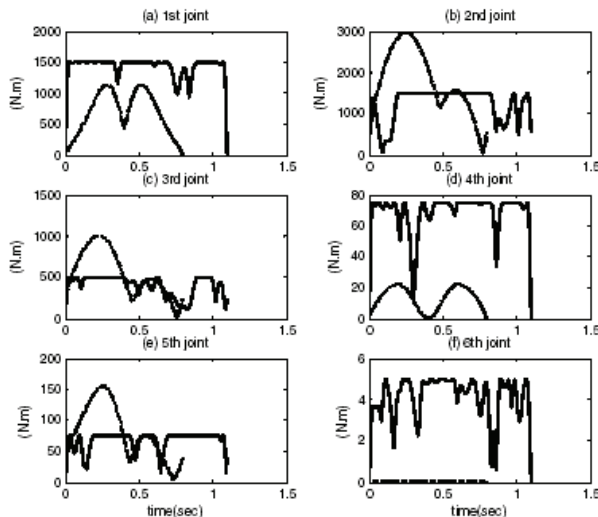 (a) 1st joint
2000
1500
1000
500
0
0 0.5 1 1.5
(N.m)
(b) 2nd joint
3000
2000
1000
0
0 0.5 1 1.5
(N.m)
(c) 3rd joint
1500
1000
500
0
0 0.5 1 1.5
(N.m)
(d) 4th joint
80
60
40
20
0
0 0.5 1 1.5
(N.m)
(e) 5th joint
200
150
100
50
0
0 0.5 1 1.5
(N.m)
time(sec)
(f) 6th joint
6
4
2
0
0 0.5 1 1.5
(N.m)
time(sec)